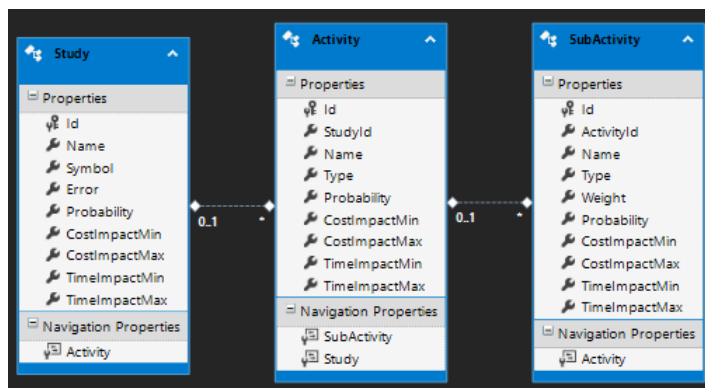 Study
Properties
Id
Name
Symbol
Error
Probability
CostImpactMin
CostImpactMax
TimeImpactMin
TimeImpactMax
Navigation Properties
Activity
0..1
*
Activity
Properties
Id
StudyId
Name
Type
Probability
CostImpactMin
CostImpactMax
TimeImpactMin
TimeImpactMax
Navigation Properties
SubActivity
Study
0..1
*
SubActivity
Properties
Id
ActivityId
Name
Type
Weight
Probability
CostImpactMin
CostImpactMax
TimeImpactMin
TimeImpactMax
Navigation Properties
Activity